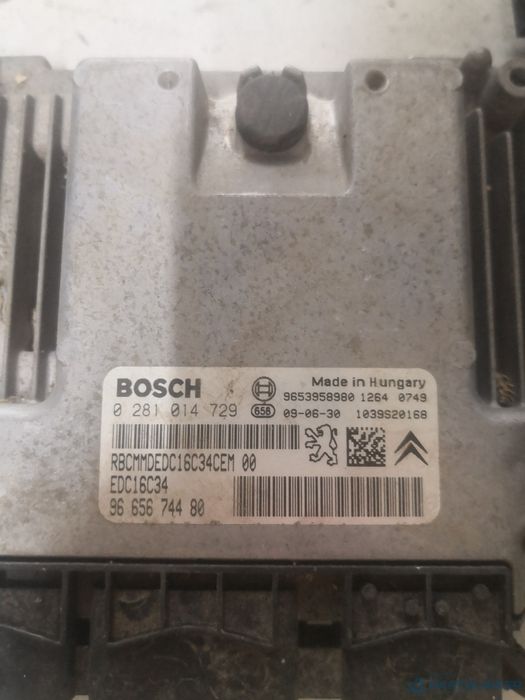 BOSCH
Made in Hungary
9653958980 1264 0749
0 281 014 729
658 09-06-30 1039S20168
RBCMMDEDC16C34CEM 00
EDC16C34
96 656 744 80